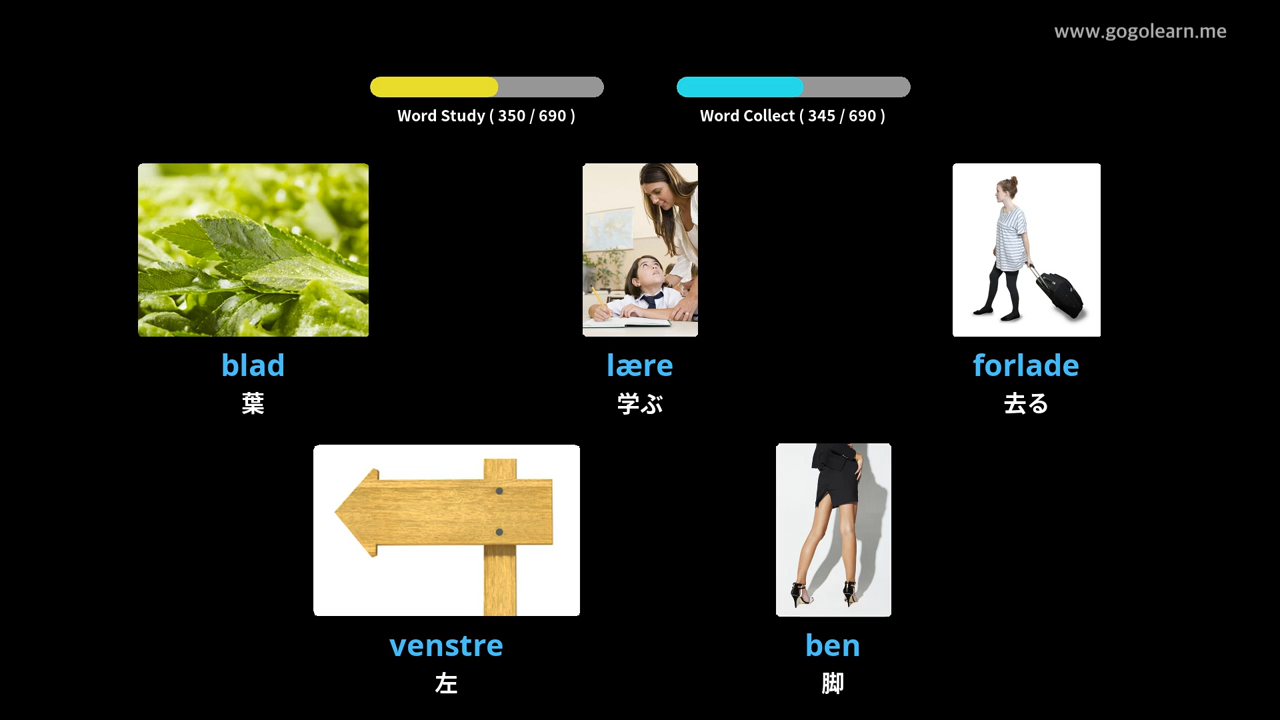 www.gogolearn.me
Word Study ( 350 / 690 )
Word Collect ( 345 / 690 )
blad
葉
lære
学ぶ
forlade
去る
venstre
左
ben
脚